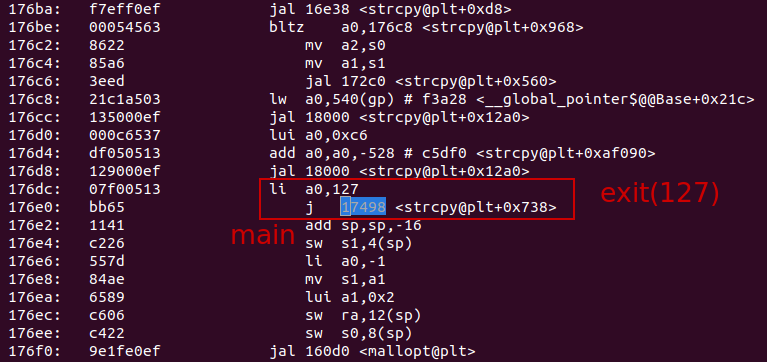 176ba: f7eff0ef jal 16e38 <strcpy@plt+0xd8>
176be: 00054563 bltz a0,176c8 <strcpy@plt+0x968>
176c2: 8622 mv a2,s0
176c4: 85a6 mv a1,s1
176c6: 3eed jal 172c0 <strcpy@plt+0x560>
176c8: 21c1a503 lw a0,540(gp) # f3a28 <__global_pointer$@@Base+0x21c>
176cc: 135000ef jal 18000 <strcpy@plt+0x12a0>
176d0: 000c6537 lui a0,0xc6
176d4: df050513 add a0,a0,-528 # c5df0 <strcpy@plt+0xaf090>
176d8: 129000ef jal 18000 <strcpy@plt+0x12a0>
176dc: 07f00513 li a0,127
exit(127)
176e0: bb65 j 17498 <strcpy@plt+0x738>
main
176e2: 1141 add sp,sp,-16
176e4: c226 sw s1,4(sp)
176e6: 557d li a0,-1
176e8: 84ae mv s1,a1
176ea: 6589 lui a1,0x2
176ec: c606 sw ra,12(sp)
176ee: c422 sw s0,8(sp)
176f0: 9e1fe0ef jal 160d0 <mallopt@plt>